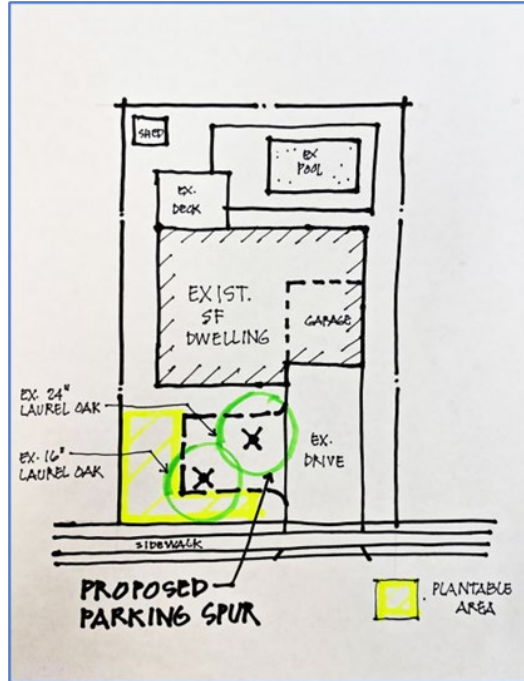 SHED
EX
POOL
EX.
DECK
EXIST.
SF
DWELLING
GARAGE
EX. 24"
LAUREL OAK
EX. 16"
LAUREL OAK
EX.
DRIVE
SIDEWALK
PROPOSED
PARKING SPUR
PLANTABLE
AREA